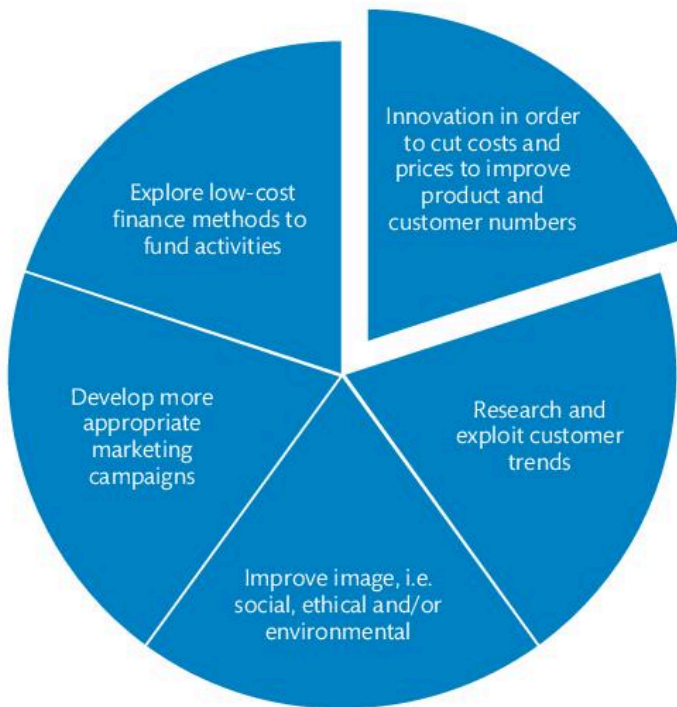 Innovation in order
to cut costs and
prices to improve
product and
customer numbers
Research and
exploit customer
trends
Improve image, i.e.
social, ethical and/or
environmental
Develop more
appropriate
marketing
campaigns
Explore low-cost
finance methods to
fund activities